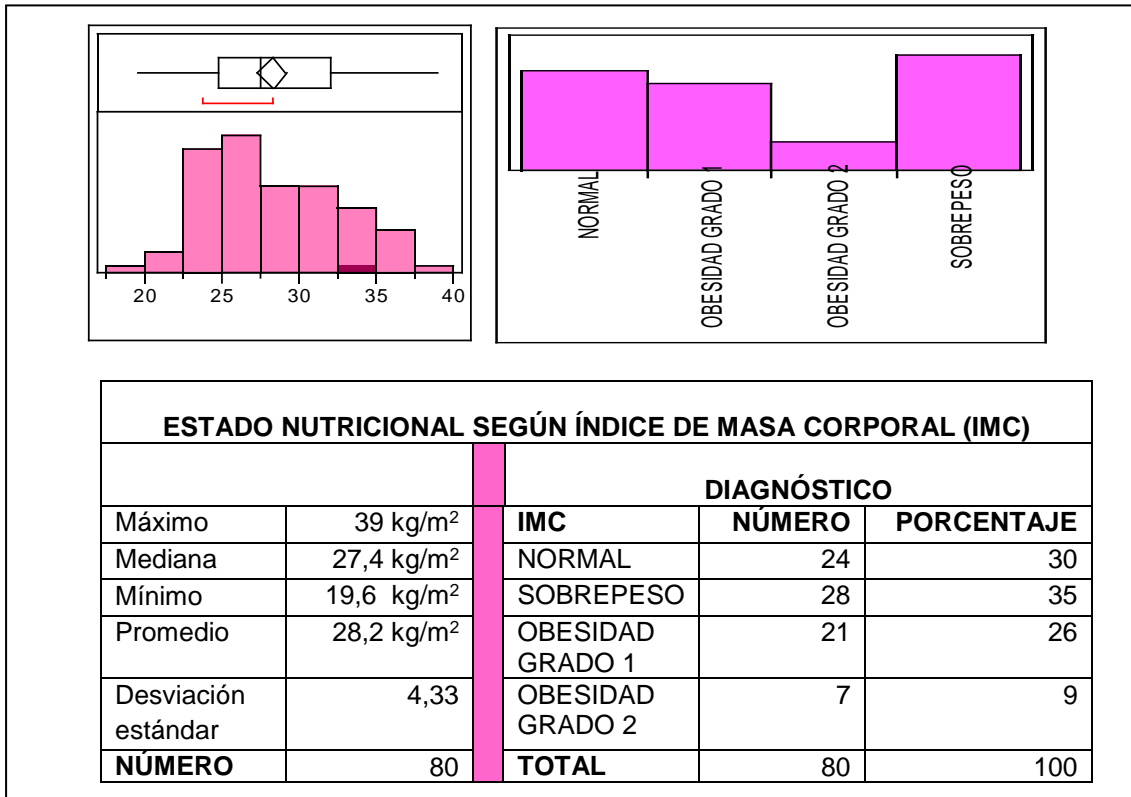 20 25 30 35 40
NORMAL
OBESIDAD GRADO 1
OBESIDAD GRADO 2
SOBREPESO
ESTADO NUTRICIONAL SEGÚN ÍNDICE DE MASA CORPORAL (IMC)
DIAGNÓSTICO
Máximo 39 kg/m² IMC NÚMERO PORCENTAJE
Mediana 27,4 kg/m² NORMAL 24 30
Mínimo 19,6 kg/m² SOBREPESO 28 35
Promedio 28,2 kg/m² OBESIDAD 21 26
GRADO 1
Desviación 4,33 OBESIDAD 7 9
estándar GRADO 2
NÚMERO 80 TOTAL 80 100